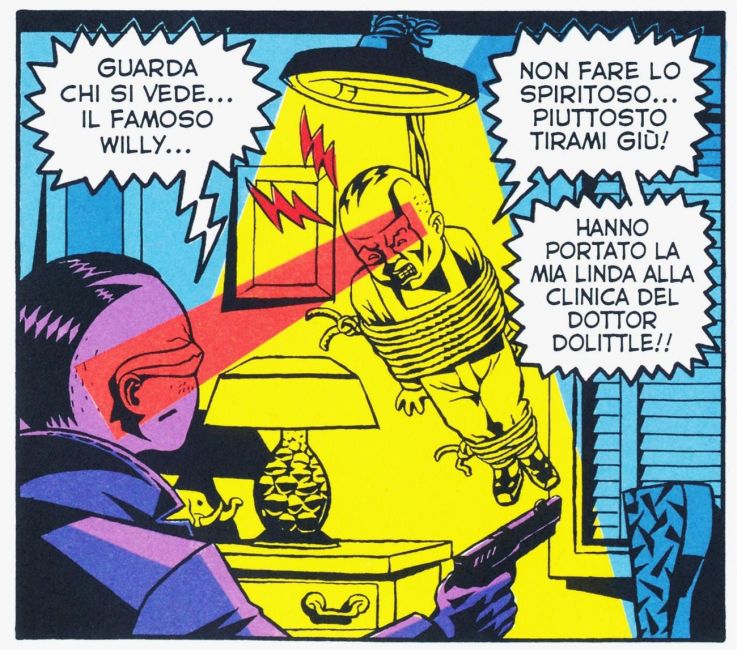 GUARDA
CHI SI VEDE...
IL FAMOSO
WILLY...
NON FARE LO
SPIRITOSO...
PIUTTOSTO
TIRAMI GIÙ!
HANNO
PORTATO LA
MIA LINDA ALLA
CLINICA DEL
DOTTOR
DOLITTLE!!